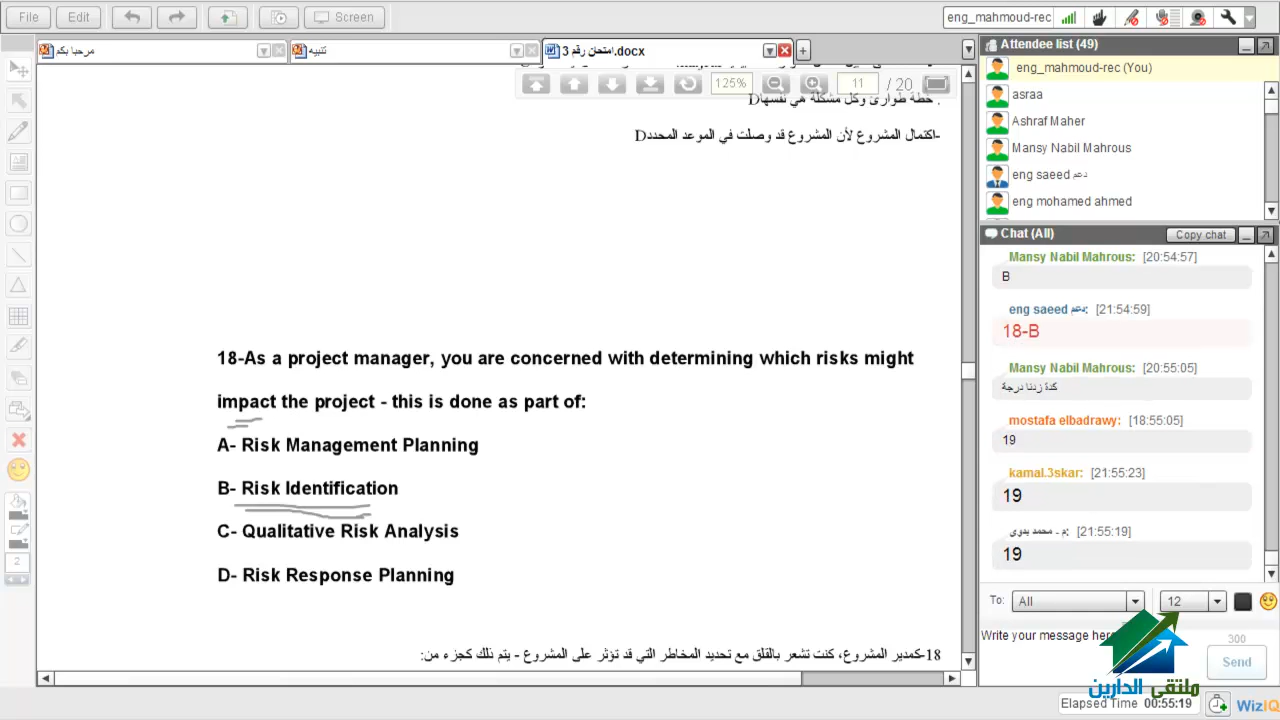 File
Edit
Screen
eng_mahmoud-rec
مرحبا بكم
تنبيه
امتحان رقم 3.docx
125%
11 / 20
. خطة طوارئ وكل مشكلة هي نفسهاD
-اكتمال المشروع لأن المشروع قد وصلت في الموعد المحددD
18-As a project manager, you are concerned with determining which risks might
impact the project - this is done as part of:
A- Risk Management Planning
B- Risk Identification
C- Qualitative Risk Analysis
D- Risk Response Planning
18-كمدير المشروع، كنت تشعر بالقلق مع تحديد المخاطر التي قد تؤثر على المشروع - يتم ذلك كجزء من:
2
Attendee list (49)
eng_mahmoud-rec (You)
asraa
Ashraf Maher
Mansy Nabil Mahrous
eng saeed دعم
eng mohamed ahmed
Chat (All)
Copy chat
Mansy Nabil Mahrous: [20:54:57]
B
eng saeed دعم: [21:54:59]
18-B
Mansy Nabil Mahrous: [20:55:05]
كدة زدنا درجة
mostafa elbadrawy: [18:55:05]
19
kamal.3skar: [21:55:23]
19
م - محمد بدوي: [21:55:19]
19
To: All
12
Write your message here
300
Send
ملتقى الدارين
Elapsed Time 00:55:19
WizIQ